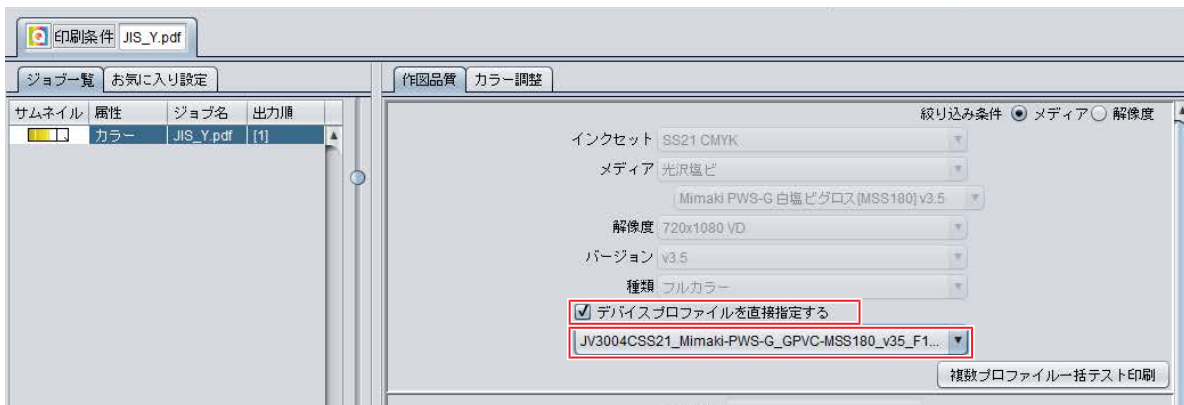 印刷条件 JIS_Y.pdf
ジョブ一覧 お気に入り設定
サムネイル 属性 ジョブ名 出力順
カラー JIS_Y.pdf [1]
作図品質 カラー調整
絞り込み条件 メディア 解像度
インクセット SS21 CMYK
メディア 光沢塩ビ
Mimaki PWS-G 白塩ビグロス[MSS180] v3.5
解像度 720x1080 VD
バージョン v3.5
種類 フルカラー
デバイスプロファイルを直接指定する
JV3004CSS21_Mimaki-PWS-G_GPVC-MSS180_v35_F1...
複数プロファイル一括テスト印刷